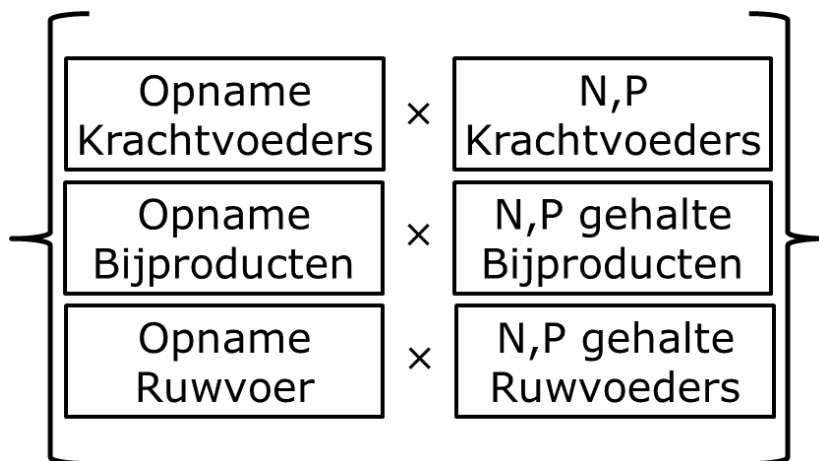 Opname
Krachtvoeders
×
N,P
Krachtvoeders
Opname
Bijproducten
×
N,P gehalte
Bijproducten
Opname
Ruwvoer
×
N,P gehalte
Ruwvoeders